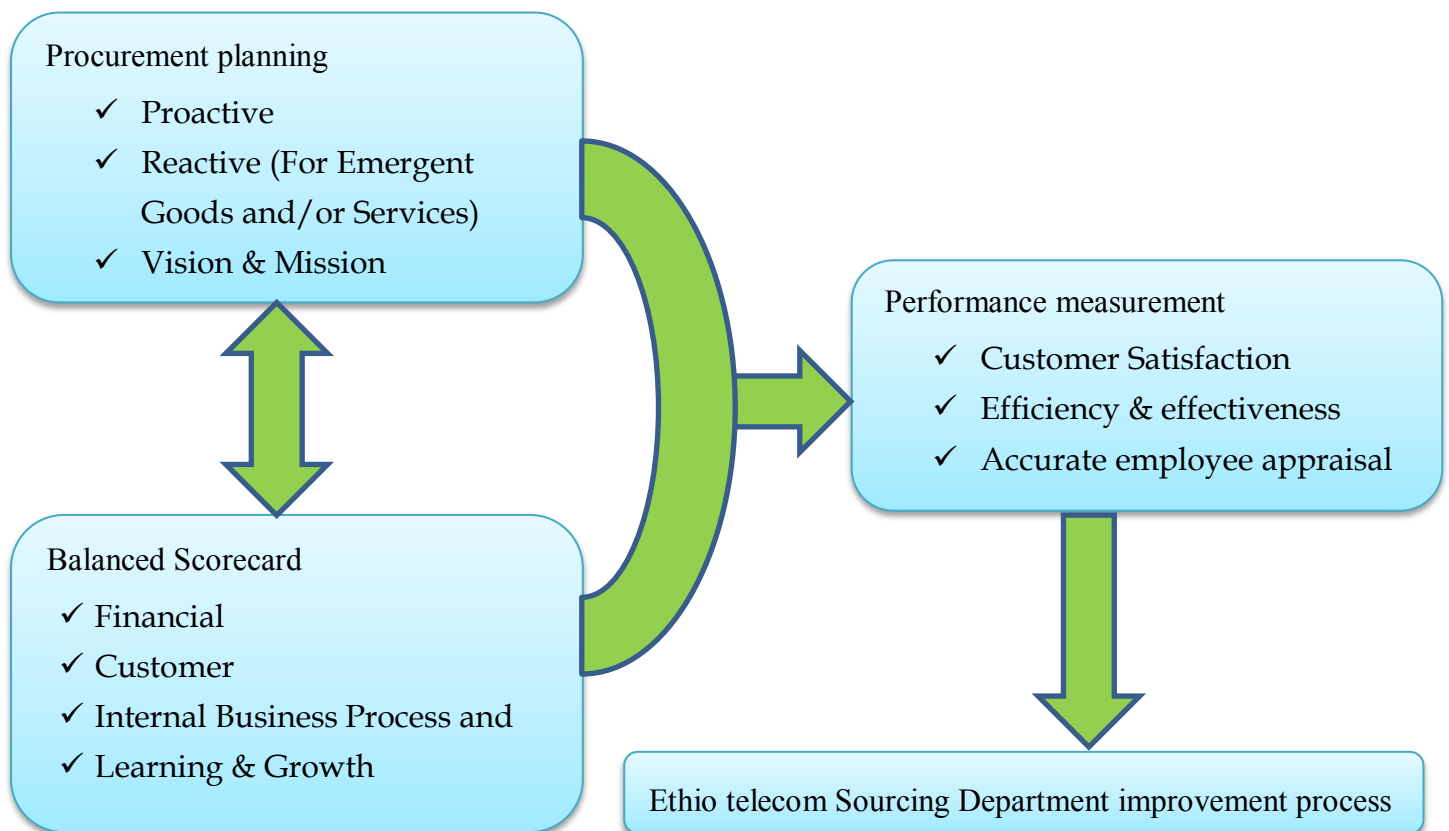 Procurement planning
✓ Proactive
✓ Reactive (For Emergent
Goods and/or Services)
✓ Vision & Mission
Performance measurement
✓ Customer Satisfaction
✓ Efficiency & effectiveness
✓ Accurate employee appraisal
Balanced Scorecard
✓ Financial
✓ Customer
✓ Internal Business Process and
✓ Learning & Growth
Ethio telecom Sourcing Department improvement process